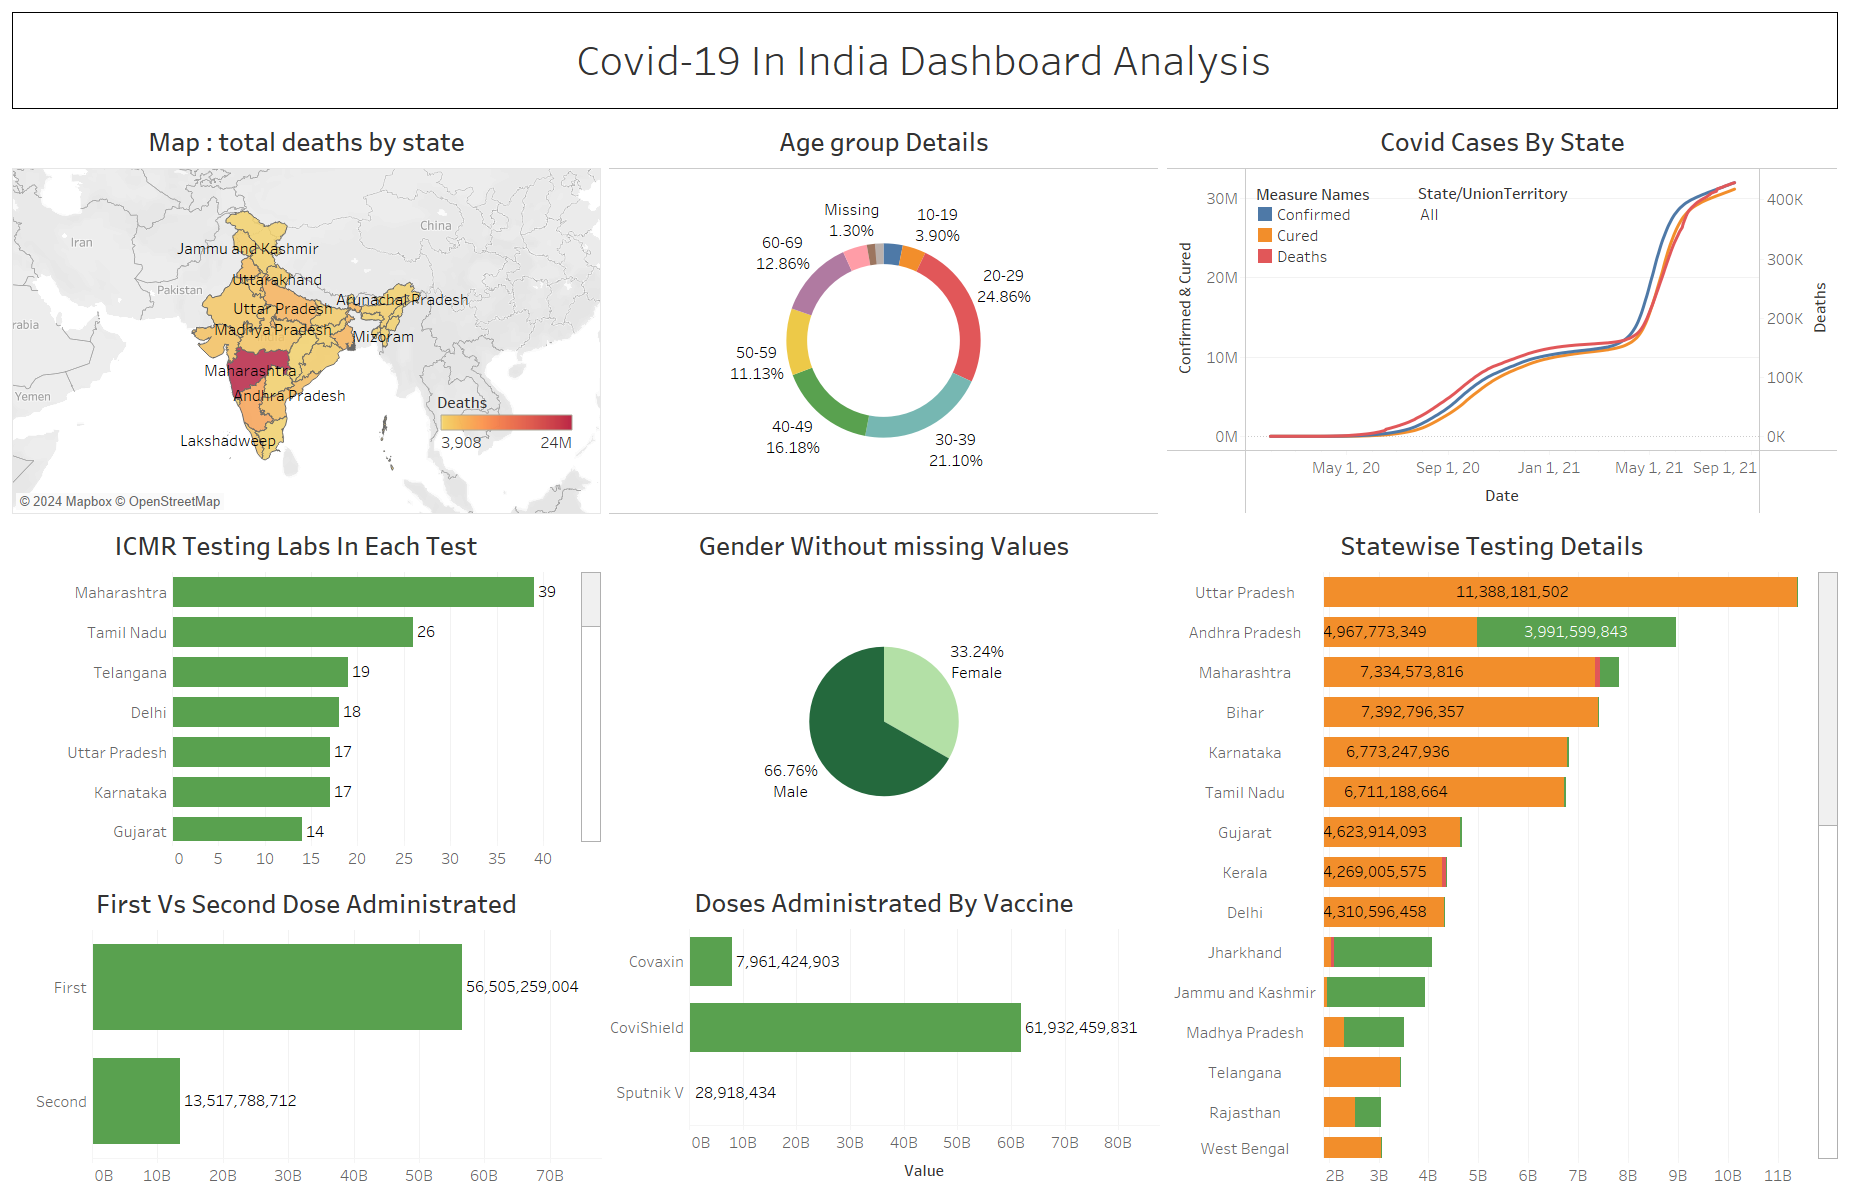 Covid-19 In India Dashboard Analysis
Map : total deaths by state
Iran
China
Pakistan
rabia
Yemen
Jammu and Kashmir
Uttarakhand
Arunachal Pradesh
Uttar Pradesh
Madhya Pradesh
Mizoram
Maharashtra
Andhra Pradesh
Lakshadweep
Deaths
3,908 24M
© 2024 Mapbox © OpenStreetMap
Age group Details
Missing
1.30%
10-19
3.90%
20-29
24.86%
30-39
21.10%
40-49
16.18%
50-59
11.13%
60-69
12.86%
Covid Cases By State
Measure Names
Confirmed
Cured
Deaths
State/UnionTerritory
All
Confirmed & Cured
30M
20M
10M
0M
400K
300K
200K
100K
0K
Deaths
May 1, 20 Sep 1, 20 Jan 1, 21 May 1, 21 Sep 1, 21
Date
ICMR Testing Labs In Each Test
Maharashtra 39
Tamil Nadu 26
Telangana 19
Delhi 18
Uttar Pradesh 17
Karnataka 17
Gujarat 14
0 5 10 15 20 25 30 35 40
Gender Without missing Values
33.24%
Female
66.76%
Male
Statewise Testing Details
Uttar Pradesh 11,388,181,502
Andhra Pradesh 4,967,773,349 3,991,599,843
Maharashtra 7,334,573,816
Bihar 7,392,796,357
Karnataka 6,773,247,936
Tamil Nadu 6,711,188,664
Gujarat 4,623,914,093
Kerala 4,269,005,575
Delhi 4,310,596,458
Jharkhand
Jammu and Kashmir
Madhya Pradesh
Telangana
Rajasthan
West Bengal
2B 3B 4B 5B 6B 7B 8B 9B 10B 11B
First Vs Second Dose Administrated
First 56,505,259,004
Second 13,517,788,712
0B 10B 20B 30B 40B 50B 60B 70B
Doses Administrated By Vaccine
Covaxin 7,961,424,903
CoviShield 61,932,459,831
Sputnik V 28,918,434
0B 10B 20B 30B 40B 50B 60B 70B 80B
Value